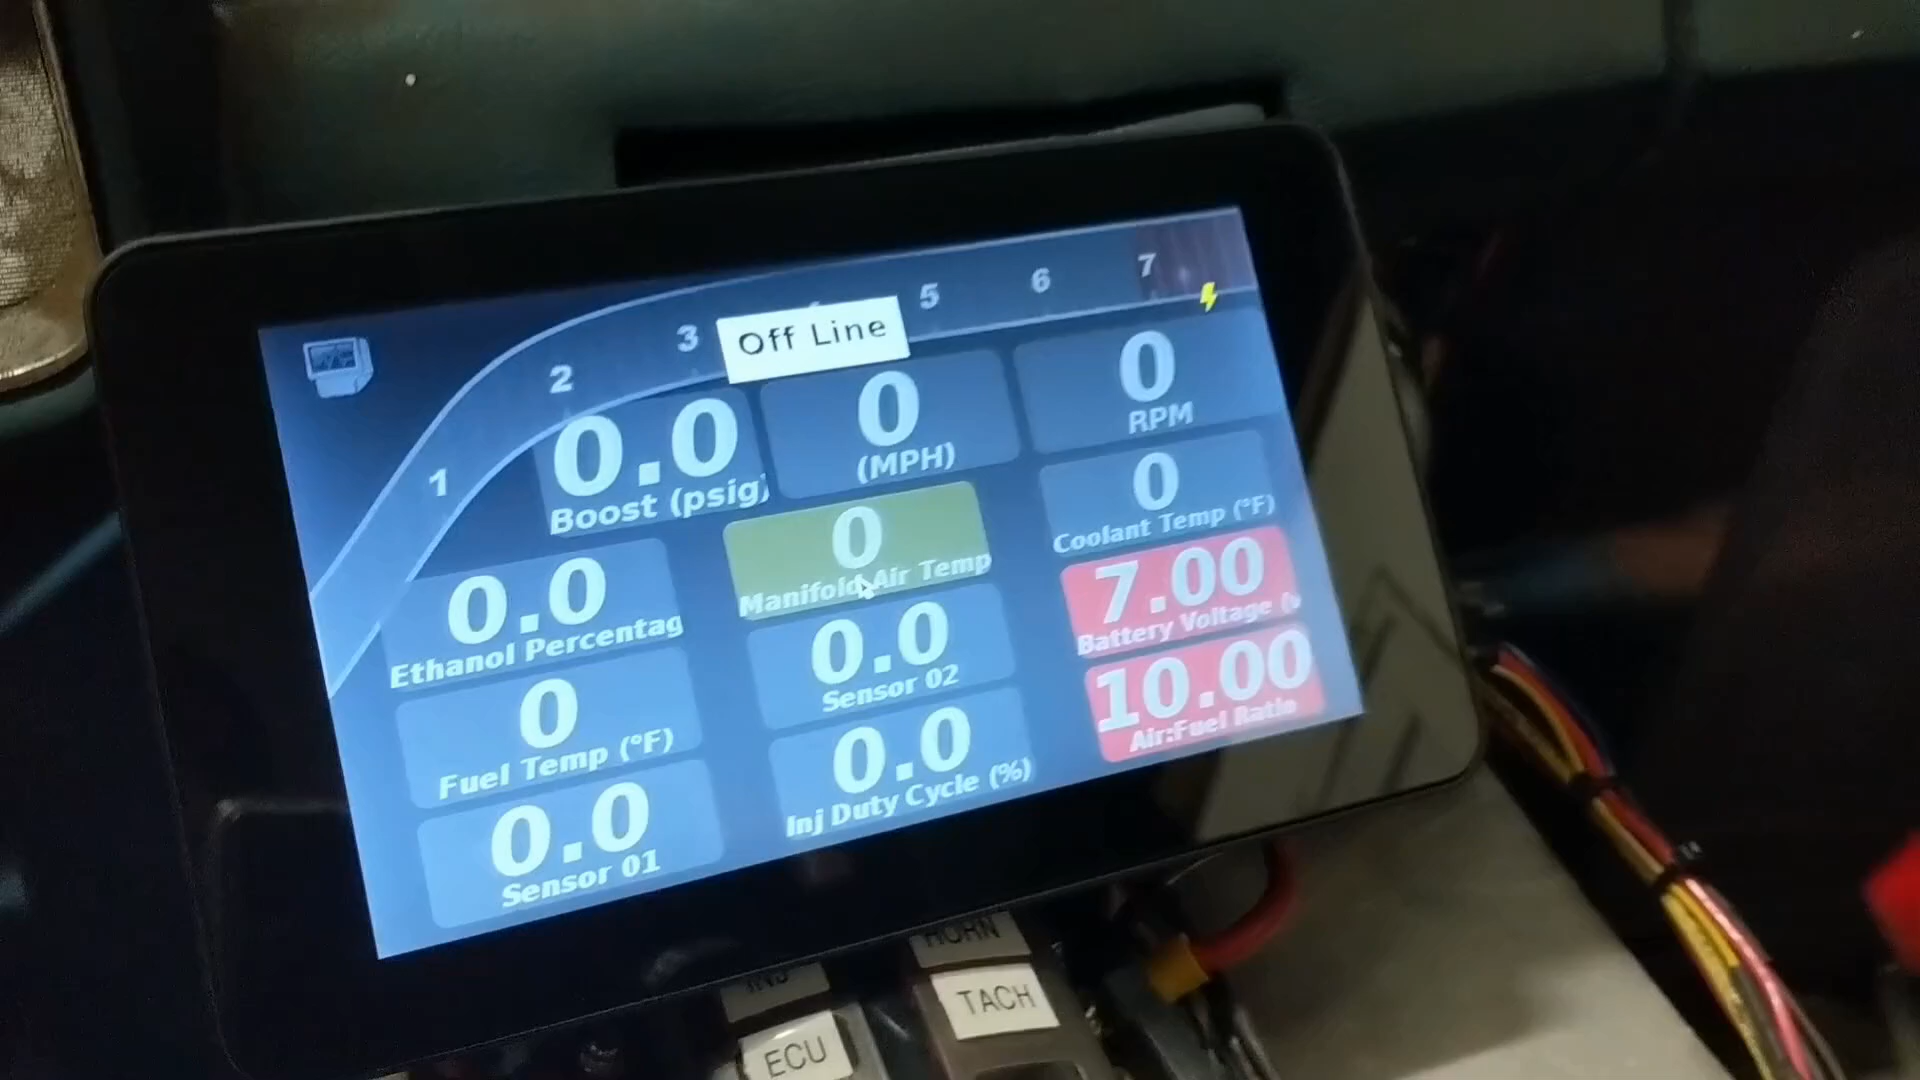 1
2
3
5
6
7
Off Line
0.0
Boost (psig)
0
(MPH)
0
RPM
0
Manifold Air Temp
0
Coolant Temp (°F)
0.0
Ethanol Percentag
0.0
Sensor 02
7.00
Battery Voltage
0
Fuel Temp (°F)
0.0
Inj Duty Cycle (%)
10.00
Air:Fuel Ratio
0.0
Sensor 01
HORN
TACH
ECU